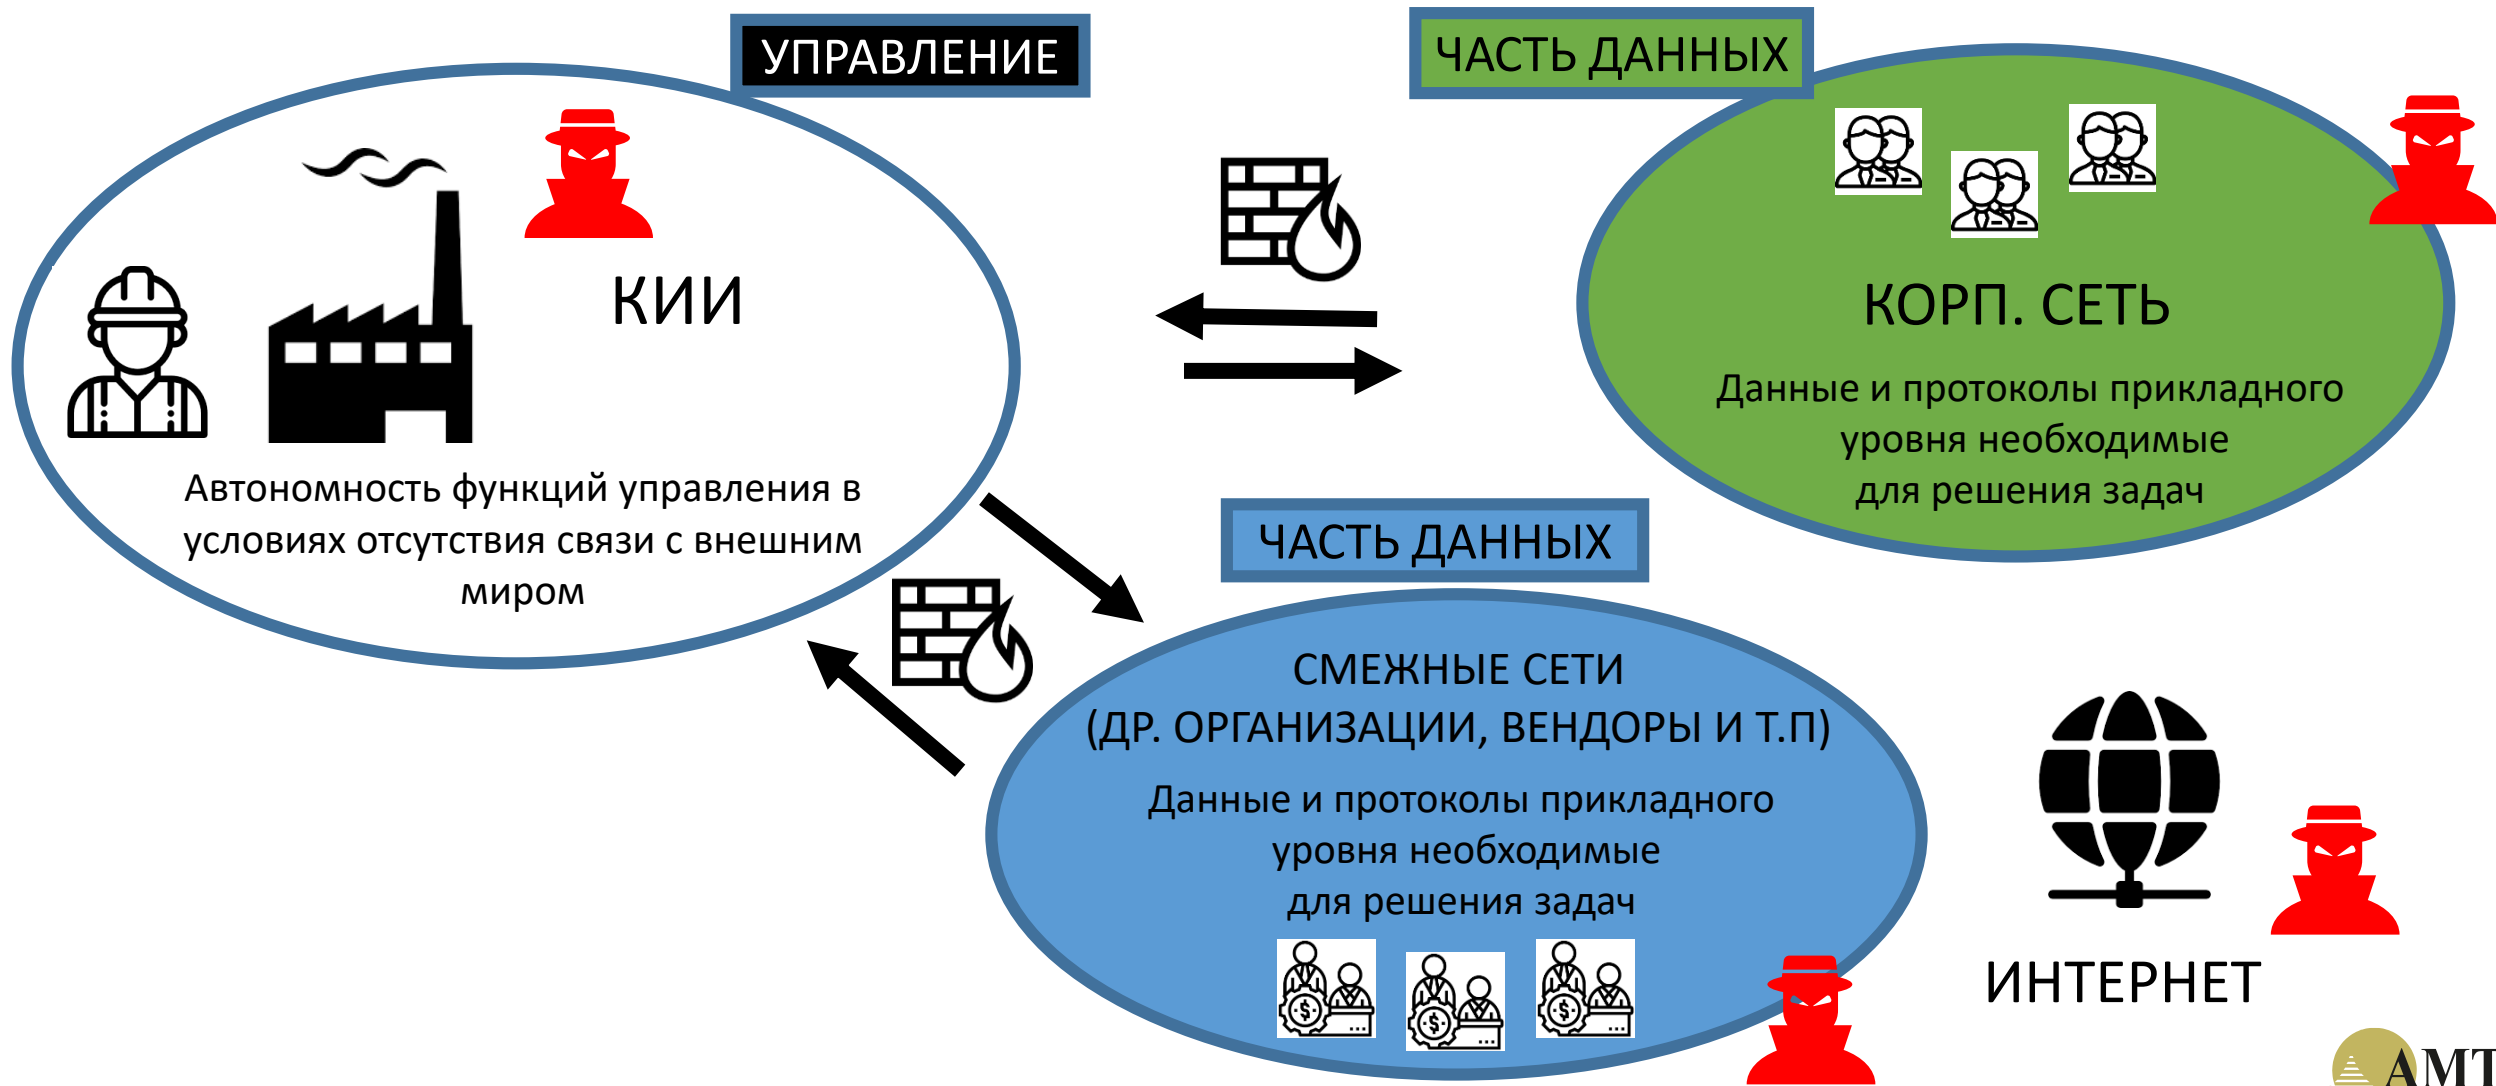 УПРАВЛЕНИЕ
ЧАСТЬ ДАННЫХ
КИИ
Автономность функций управления в
условиях отсутствия связи с внешним
миром
КОРП. СЕТЬ
Данные и протоколы прикладного
уровня необходимые
для решения задач
ЧАСТЬ ДАННЫХ
СМЕЖНЫЕ СЕТИ
(ДР. ОРГАНИЗАЦИИ, ВЕНДОРЫ И Т.П)
Данные и протоколы прикладного
уровня необходимые
для решения задач
ИНТЕРНЕТ
АМТ